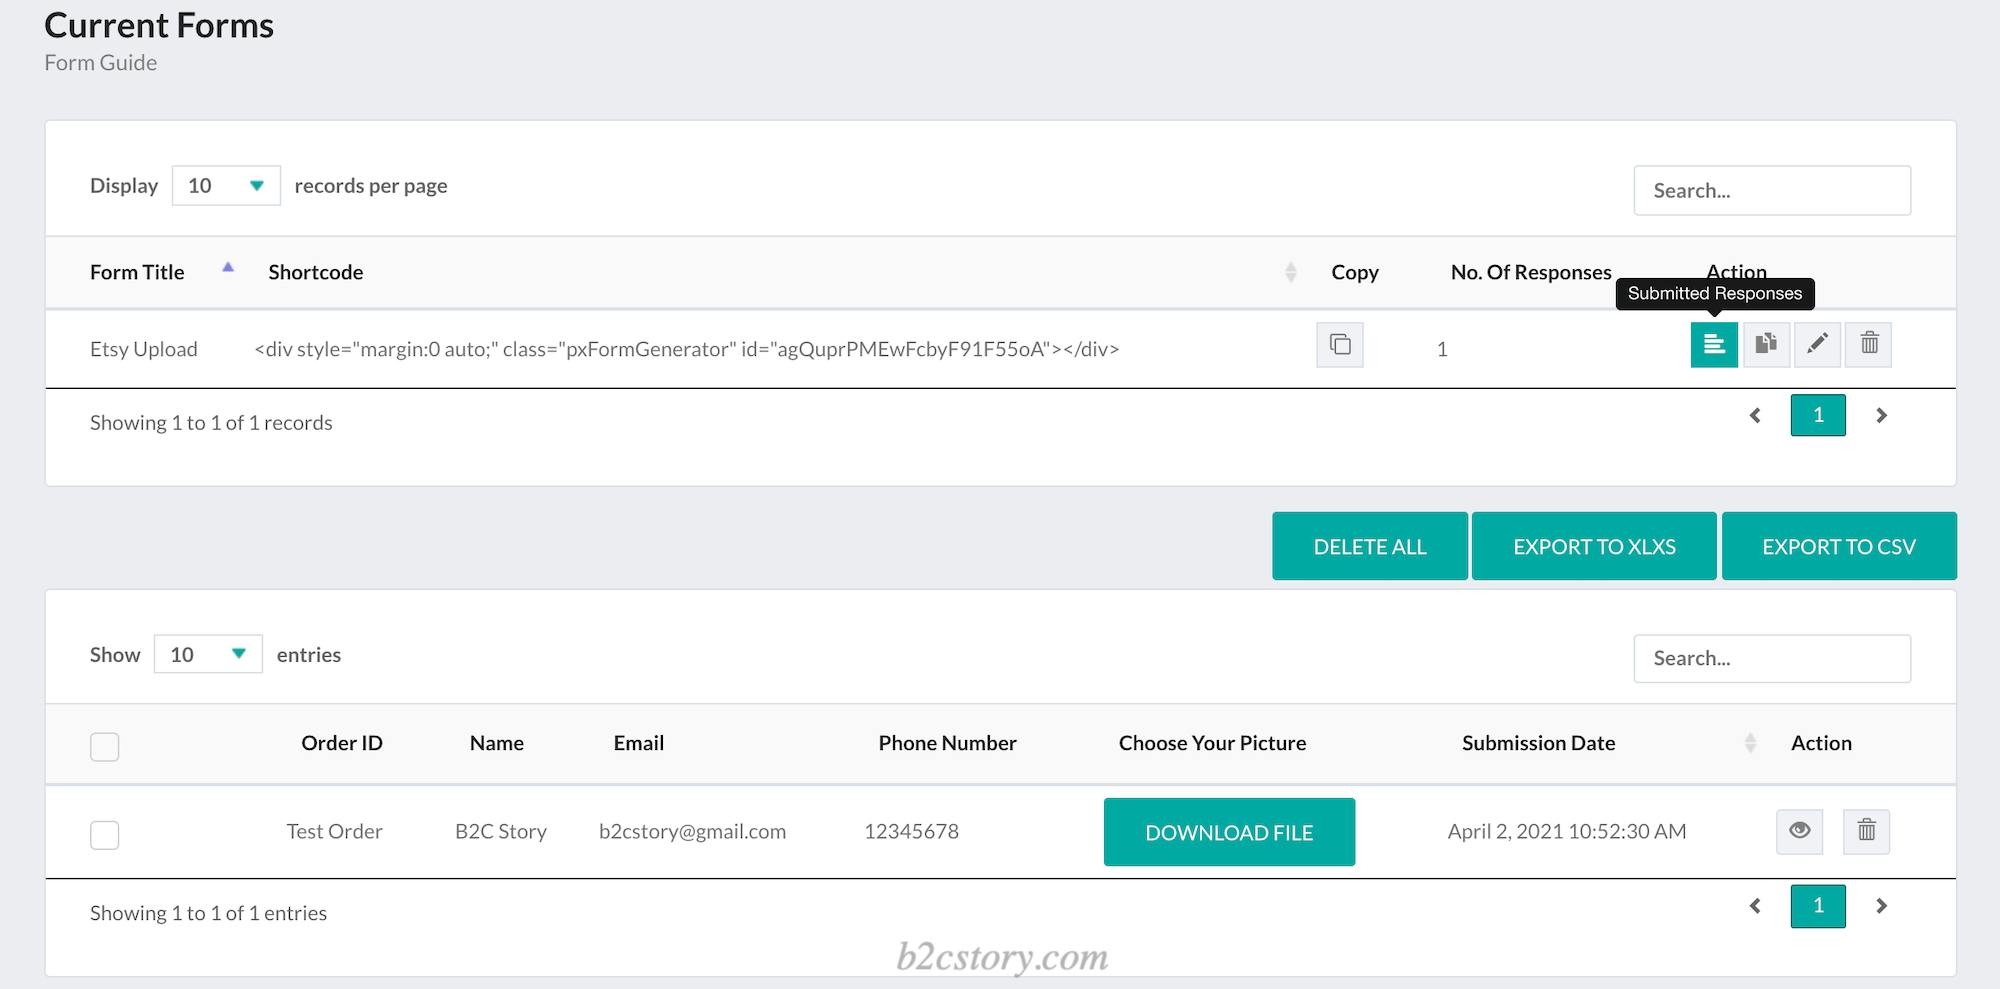 Current Forms
Form Guide
Display 10 records per page
Search...
Form Title Shortcode Copy No. Of Responses Action
Submitted Responses
Etsy Upload <div style="margin:0 auto;" class="pxFormGenerator" id="agQuprPMEwFcbyF91F55oA"></div> 1
Showing 1 to 1 of 1 records
1
DELETE ALL EXPORT TO XLXS EXPORT TO CSV
Show 10 entries
Search...
Order ID Name Email Phone Number Choose Your Picture Submission Date Action
Test Order B2C Story b2cstory@gmail.com 12345678 DOWNLOAD FILE April 2, 2021 10:52:30 AM
Showing 1 to 1 of 1 entries
1
b2cstory.com